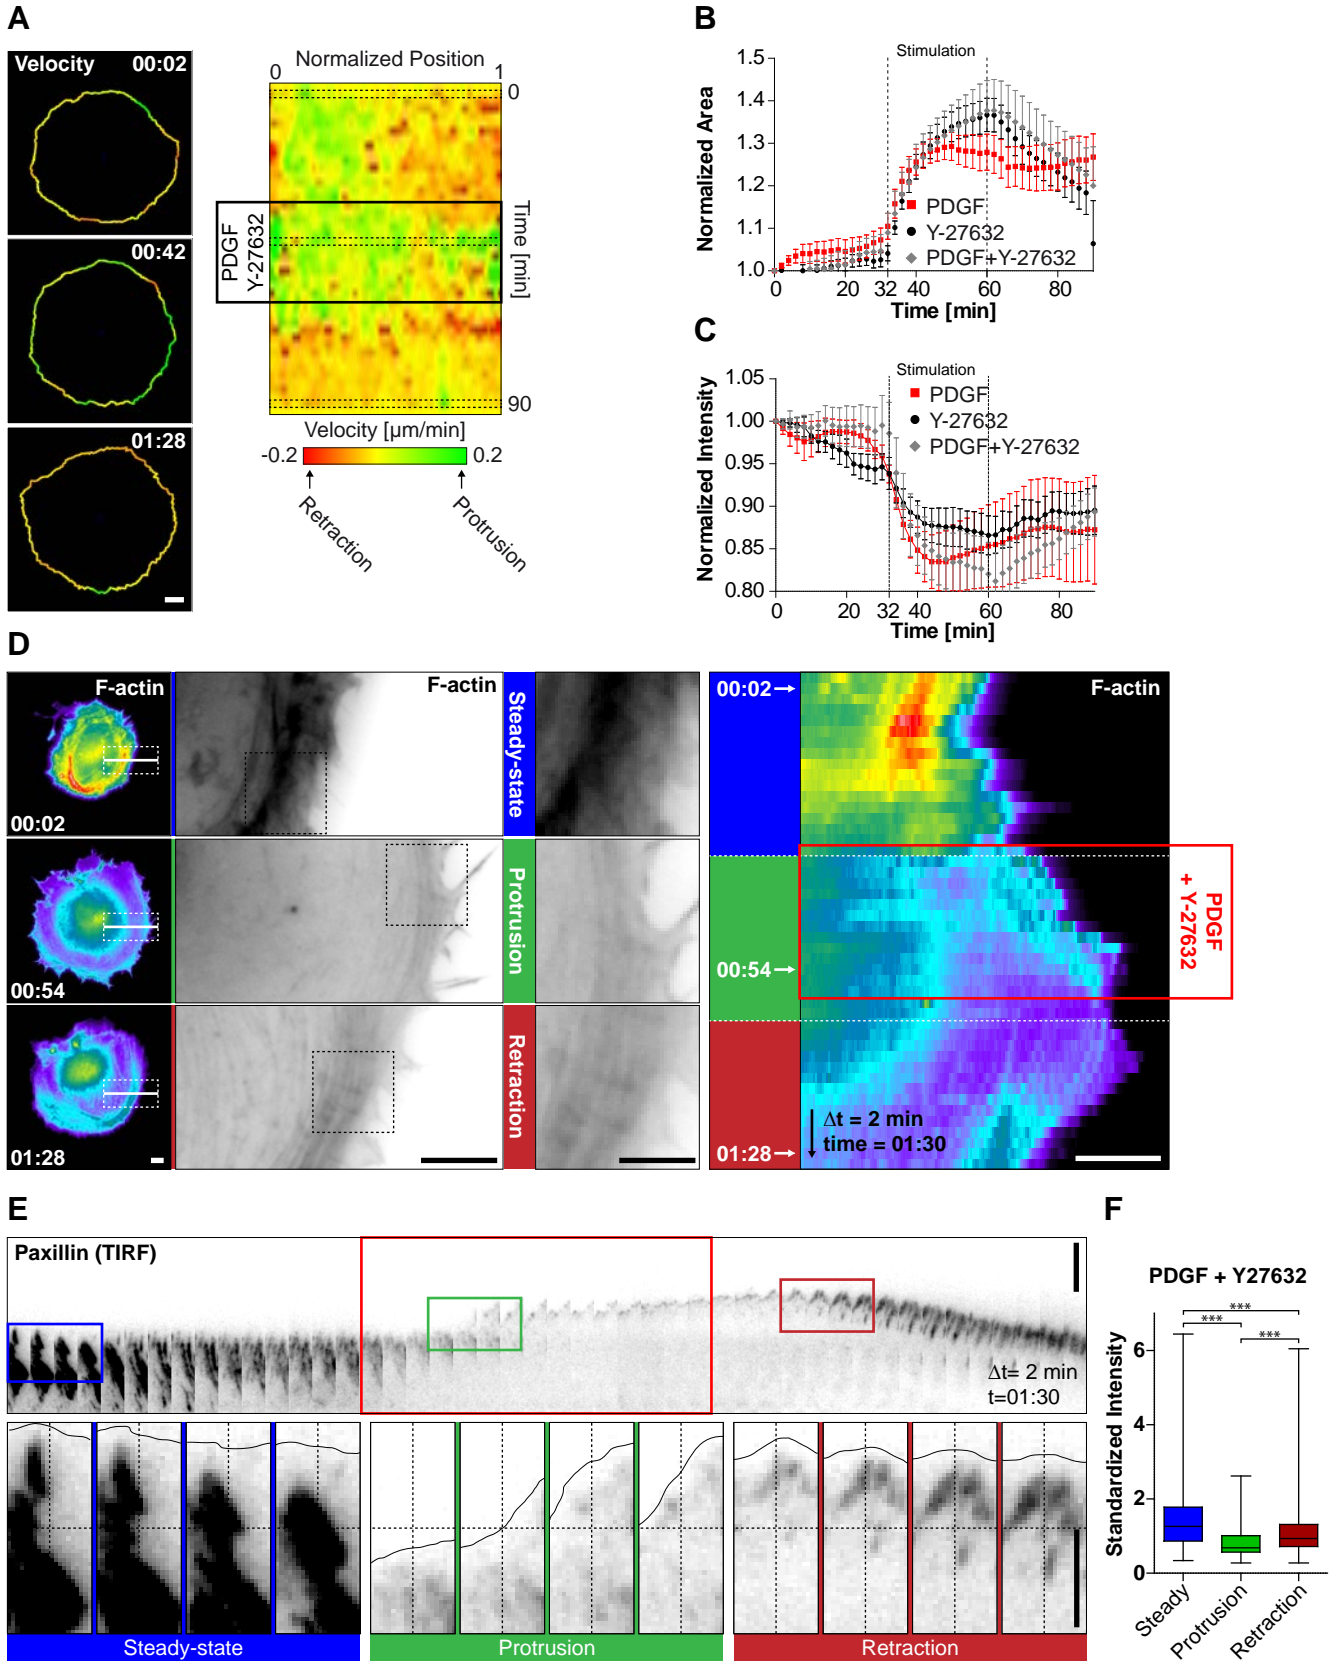 A
Velocity 00:02
00:42
01:28
Normalized Position
0 1
0
PDGF
Y-27632
Time [min]
90
Velocity [µm/min]
-0.2 0.2
Retraction
Protrusion
B
Stimulation
Normalized Area
1.5
1.4
1.3
1.2
1.1
1.0
PDGF
Y-27632
PDGF+Y-27632
0 20 32 40 60 80
Time [min]
C
Stimulation
Normalized Intensity
1.05
1.00
0.95
0.90
0.85
0.80
PDGF
Y-27632
PDGF+Y-27632
0 20 32 40 60 80
Time [min]
D
F-actin
00:02
00:54
01:28
F-actin
Steady-state
Protrusion
Retraction
00:02
00:54
01:28
F-actin
PDGF
+ Y-27632
Δt = 2 min
time = 01:30
E
Paxillin (TIRF)
Δt= 2 min
t=01:30
Steady-state
Protrusion
Retraction
F
PDGF + Y27632
***
***
***
Standardized Intensity
6
4
2
0
Steady
Protrusion
Retraction